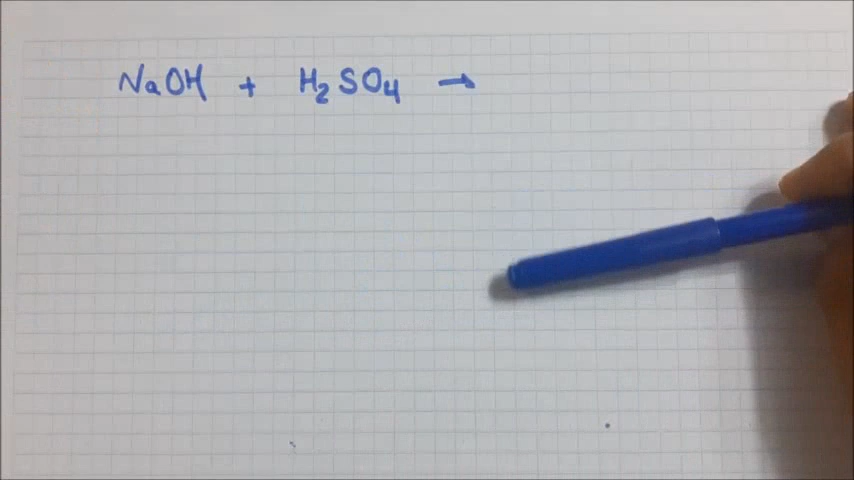 NaOH + H₂SO₄ →